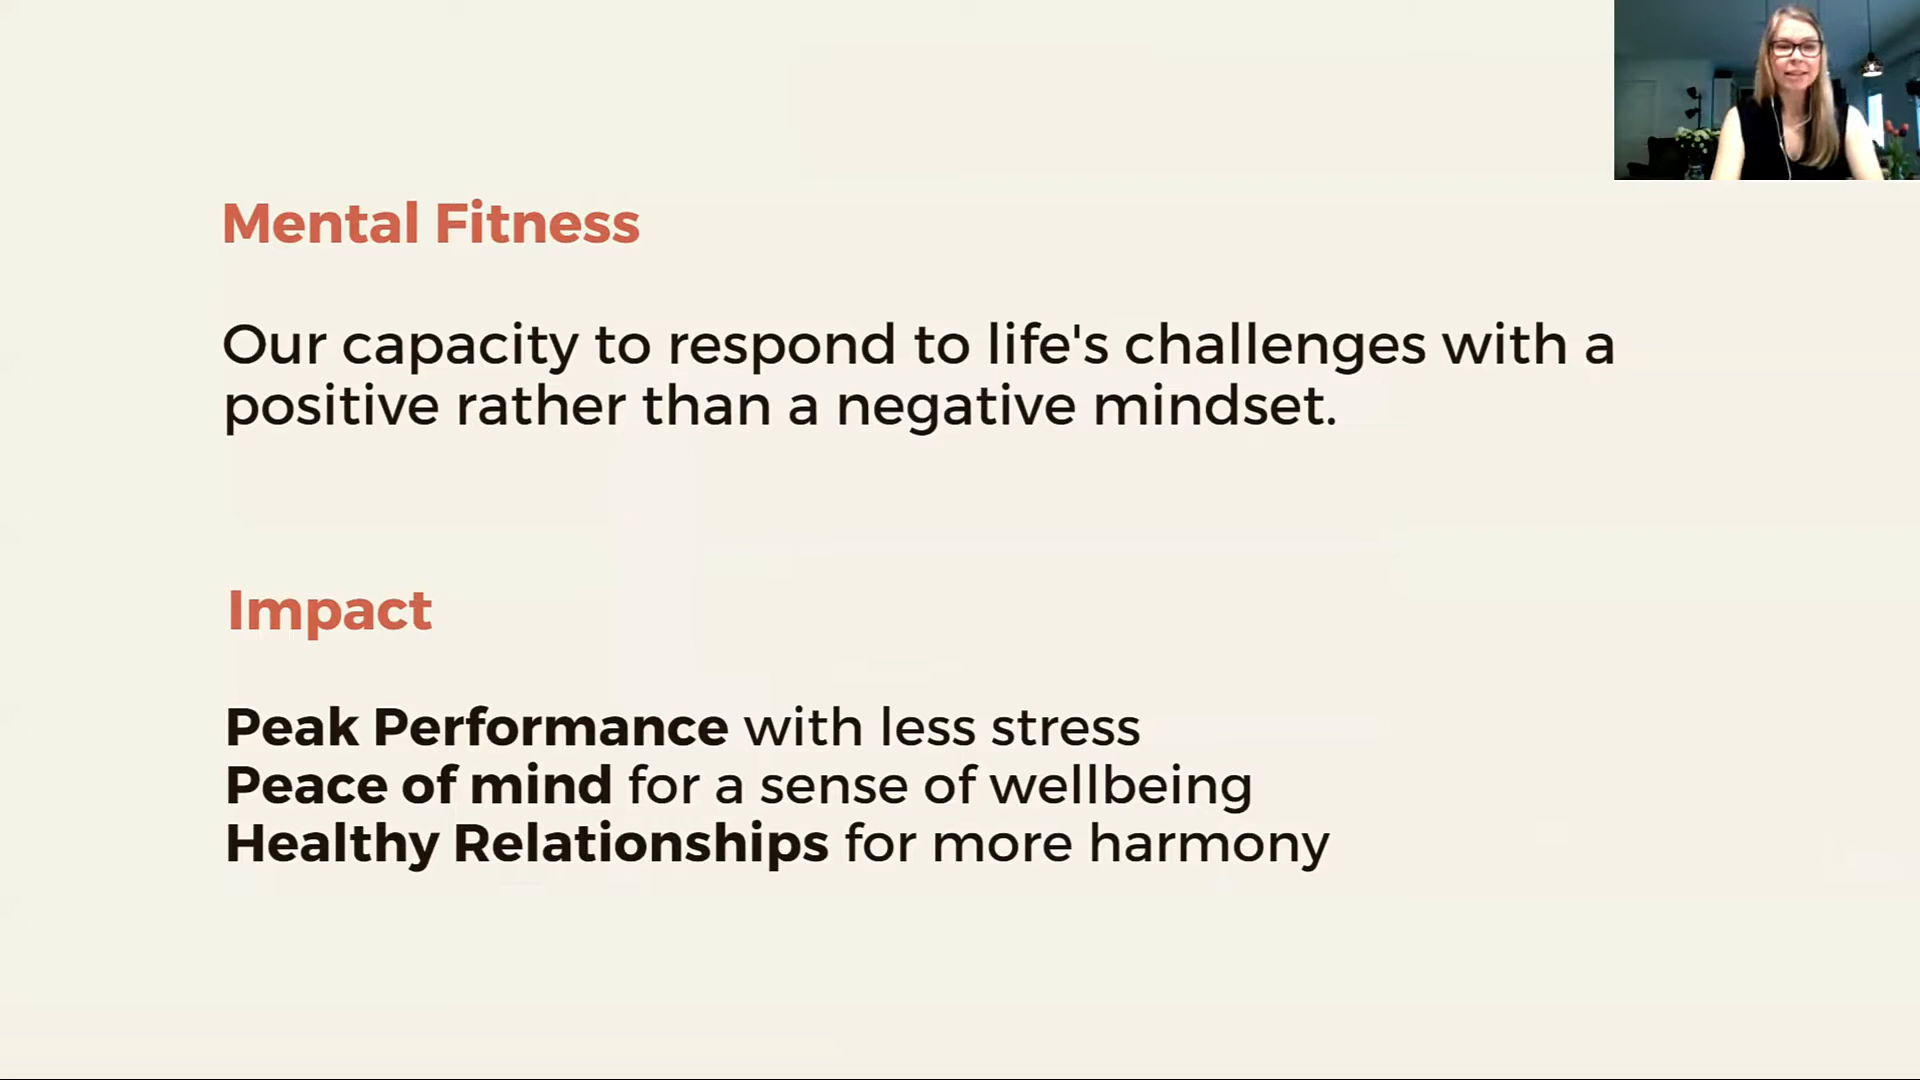 Mental Fitness
Our capacity to respond to life's challenges with a
positive rather than a negative mindset.
Impact
Peak Performance with less stress
Peace of mind for a sense of wellbeing
Healthy Relationships for more harmony